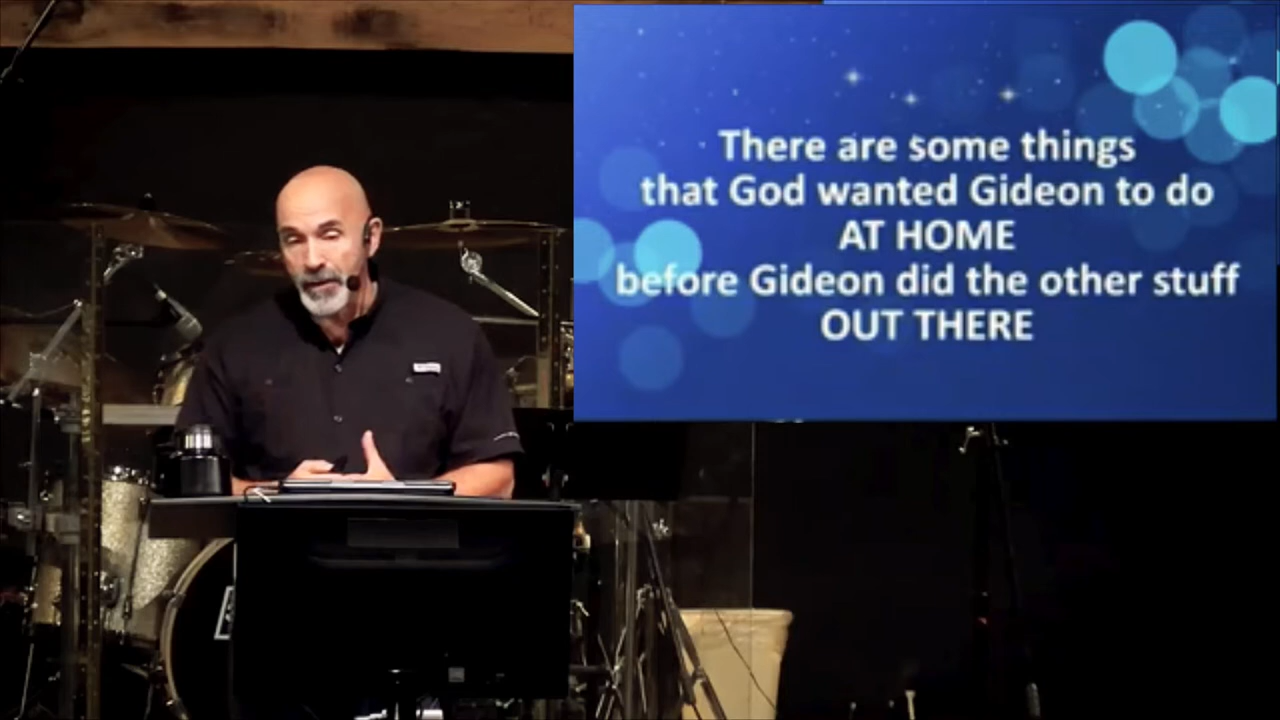 There are some things
that God wanted Gideon to do
AT HOME
before Gideon did the other stuff
OUT THERE